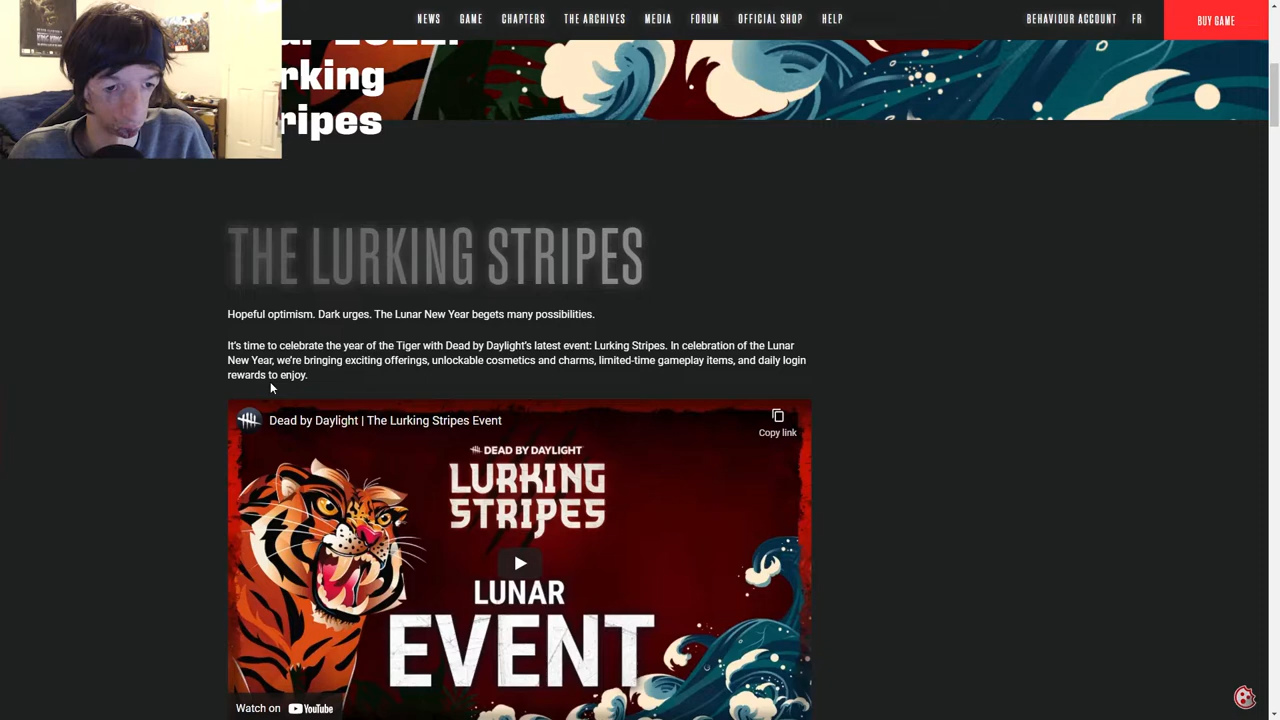 NEWS GAME CHAPTERS THE ARCHIVES MEDIA FORUM OFFICIAL SHOP HELP BEHAVIOUR ACCOUNT FR BUY GAME
rking
ripes
THE LURKING STRIPES
Hopeful optimism. Dark urges. The Lunar New Year begets many possibilities.
It's time to celebrate the year of the Tiger with Dead by Daylight's latest event: Lurking Stripes. In celebration of the Lunar
New Year, we're bringing exciting offerings, unlockable cosmetics and charms, limited-time gameplay items, and daily login
rewards to enjoy.
Dead by Daylight | The Lurking Stripes Event
Copy link
DEAD BY DAYLIGHT
LURKING
STRIPES
LUNAR
EVENT
Watch on YouTube